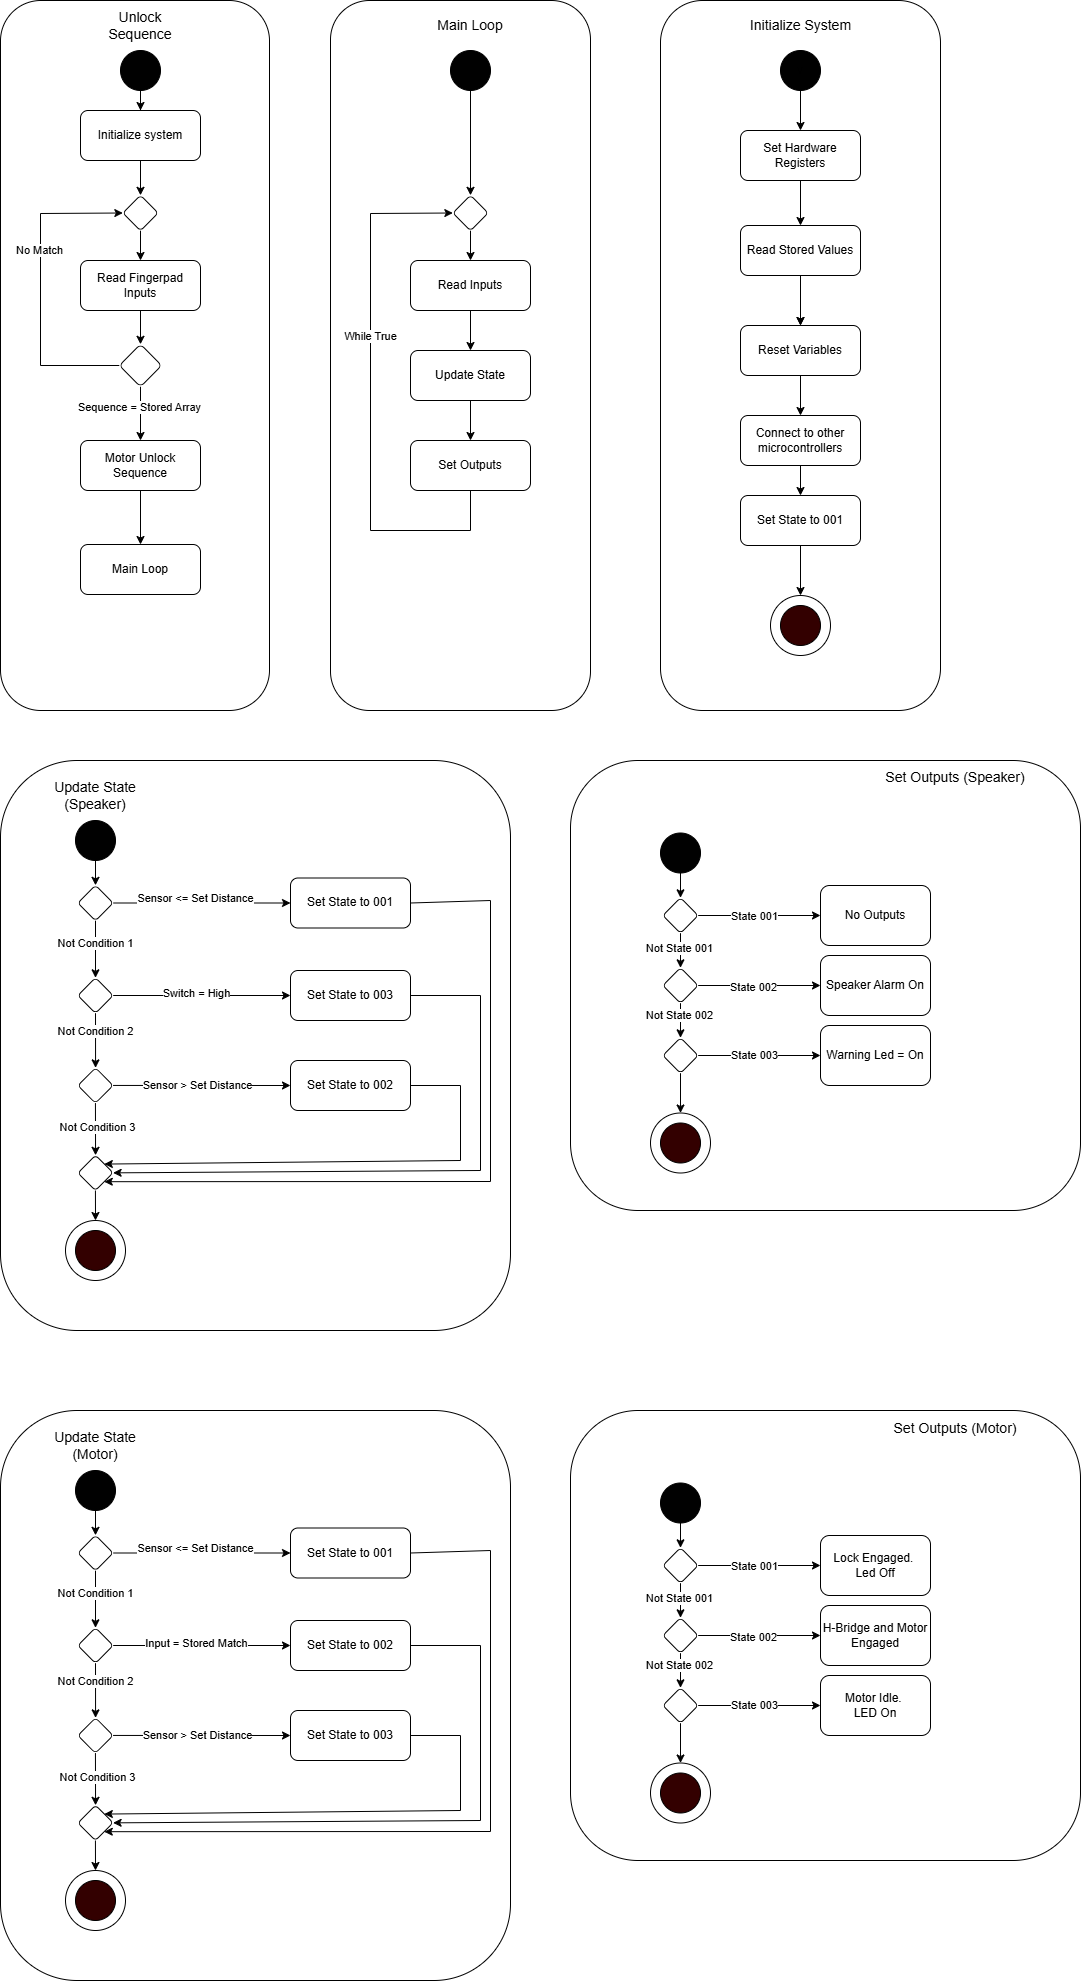 Unlock
Sequence
Initialize system
No Match
Read Fingerpad
Inputs
Sequence = Stored Array
Motor Unlock
Sequence
Main Loop
Main Loop
Read Inputs
While True
Update State
Set Outputs
Initialize System
Set Hardware
Registers
Read Stored Values
Reset Variables
Connect to other
microcontrollers
Set State to 001
Update State
(Speaker)
Sensor <= Set Distance
Set State to 001
Not Condition 1
Switch = High
Set State to 003
Not Condition 2
Sensor > Set Distance
Set State to 002
Not Condition 3
Set Outputs (Speaker)
State 001
No Outputs
Not State 001
State 002
Speaker Alarm On
Not State 002
State 003
Warning Led = On
Update State
(Motor)
Sensor <= Set Distance
Set State to 001
Not Condition 1
Input = Stored Match
Set State to 002
Not Condition 2
Sensor > Set Distance
Set State to 003
Not Condition 3
Set Outputs (Motor)
State 001
Lock Engaged.
Led Off
Not State 001
State 002
H-Bridge and Motor
Engaged
Not State 002
State 003
Motor Idle.
LED On